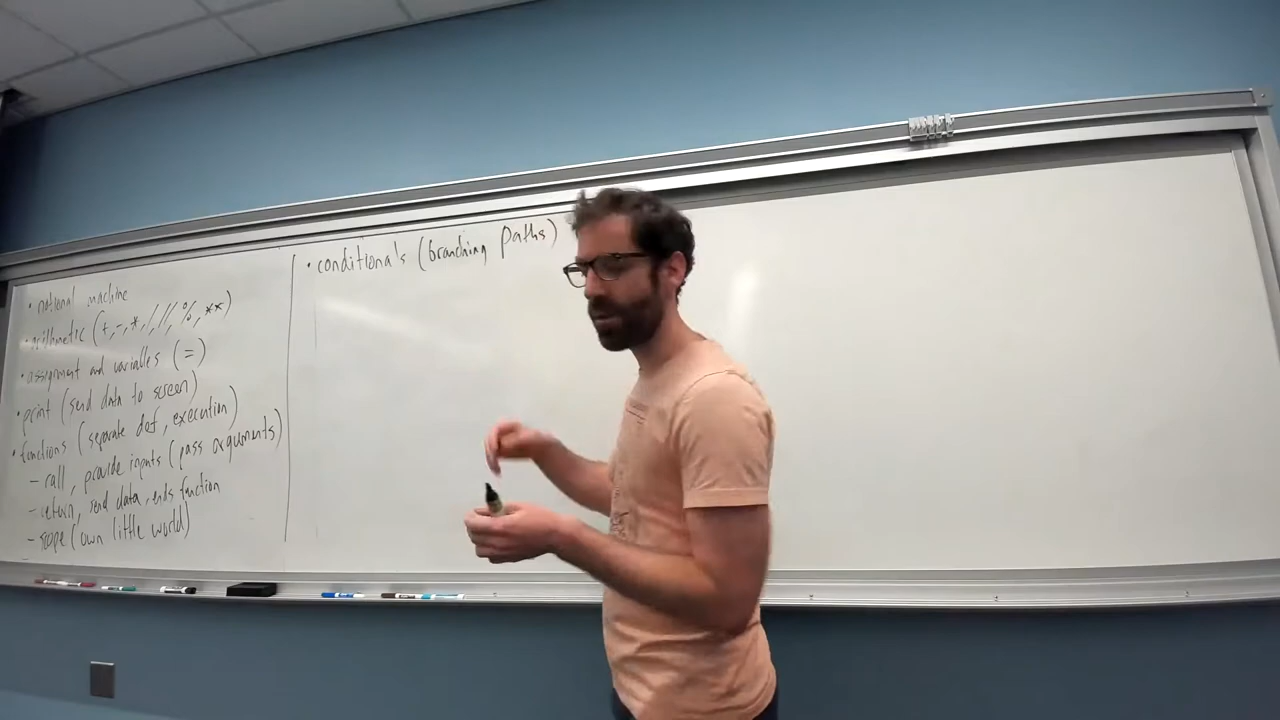 • notional machine
• arithmetic (+, -, *, /, //, %, **)
• assignment and variables (=)
• print (send data to screen)
• functions (separate def, execution)
- call, provide inputs (pass arguments)
- return, send data, ends function
- scope (own little world)
• conditionals (branching paths)